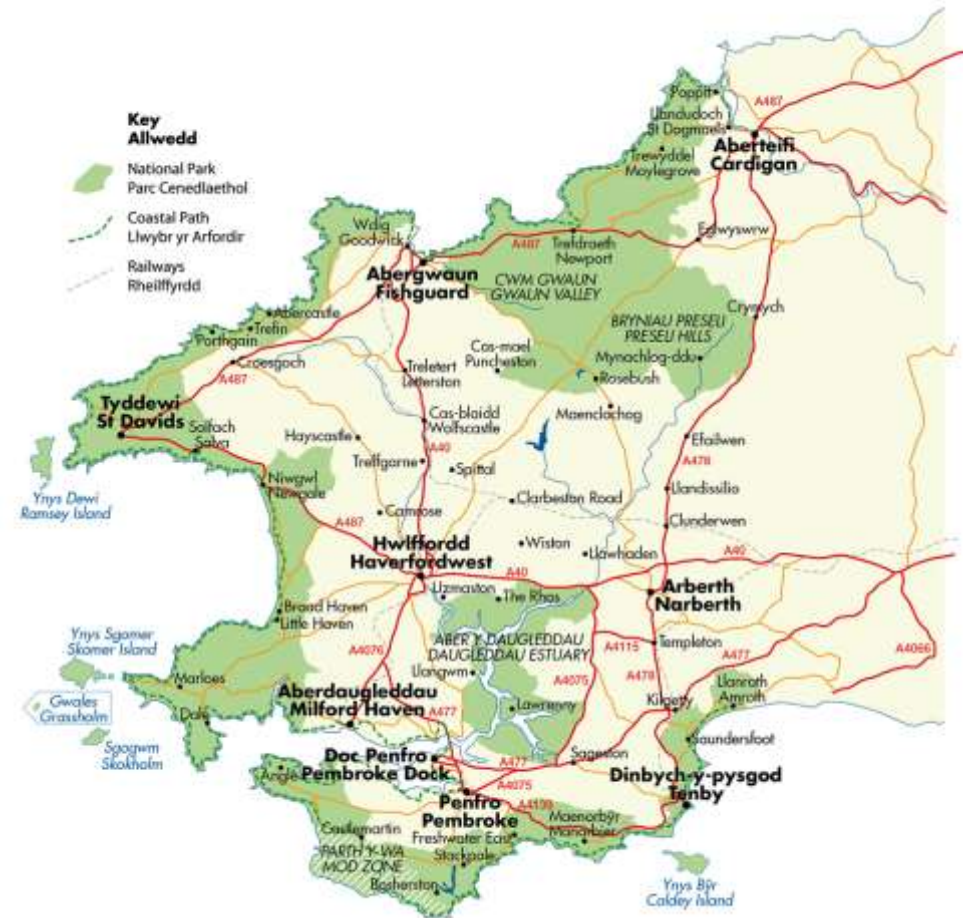 Key
Allwedd
National Park
Parc Cenedlaethol
Coastal Path
Llwybr yr Arfordir
Railways
Rheilffyrdd
Poppit
A487
Llandudoch
St Dogmaels
Aberteifi
Cardigan
Trewyddel
Moylegrove
Wdig
Goodwick
A487
Trefdraeth
Newport
Eglwyswrw
Abergwaun
Fishguard
CWM GWAUN
GWAUN VALLEY
Crymych
BRYNIAU PRESELI
PRESELI HILLS
Abercastle
Trefin
Porthgain
Croesgoch
Cas-mael
Puncheston
Mynachlog-ddu
Treletert
Letterston
Rosebush
A487
Tyddewi
St Davids
Maenclochog
Cas-blaidd
Wolfscastle
Solfach
Solva
Hayscastle
Efailwen
A40
Treffgarne
Spittal
A478
Niwgwl
Newgale
Llandissilio
Ynys Dewi
Ramsey Island
Clarbeston Road
Camrose
A487
Clunderwen
Wiston
Llawhaden
Hwlffordd
Haverfordwest
A40
A40
Uzmaston
The Rhos
Arberth
Narberth
Broad Haven
Little Haven
ABER Y DAUGLEDDAU
DAUGLEDDAU ESTUARY
A4115
Templeton
A477
A4066
Ynys Sgomer
Skomer Island
A4076
Llangwm
A4075
A478
Marloes
Kilgetty
Llanrath
Amroth
Aberdaugleddau
Milford Haven
A477
Lawrenny
Gwales
Grassholm
Dale
Saundersfoot
Sgogwm
Skokholm
Doc Penfro
Pembroke Dock
A477
Sageston
Angle
A4075
Dinbych-y-pysgod
Tenby
Penfro
Pembroke
A4139
Maenorbŷr
Manorbier
Castlemartin
Freshwater East
PARTH Y WA
MOD ZONE
Stackpole
Bosherston
Ynys Bŷr
Caldey Island